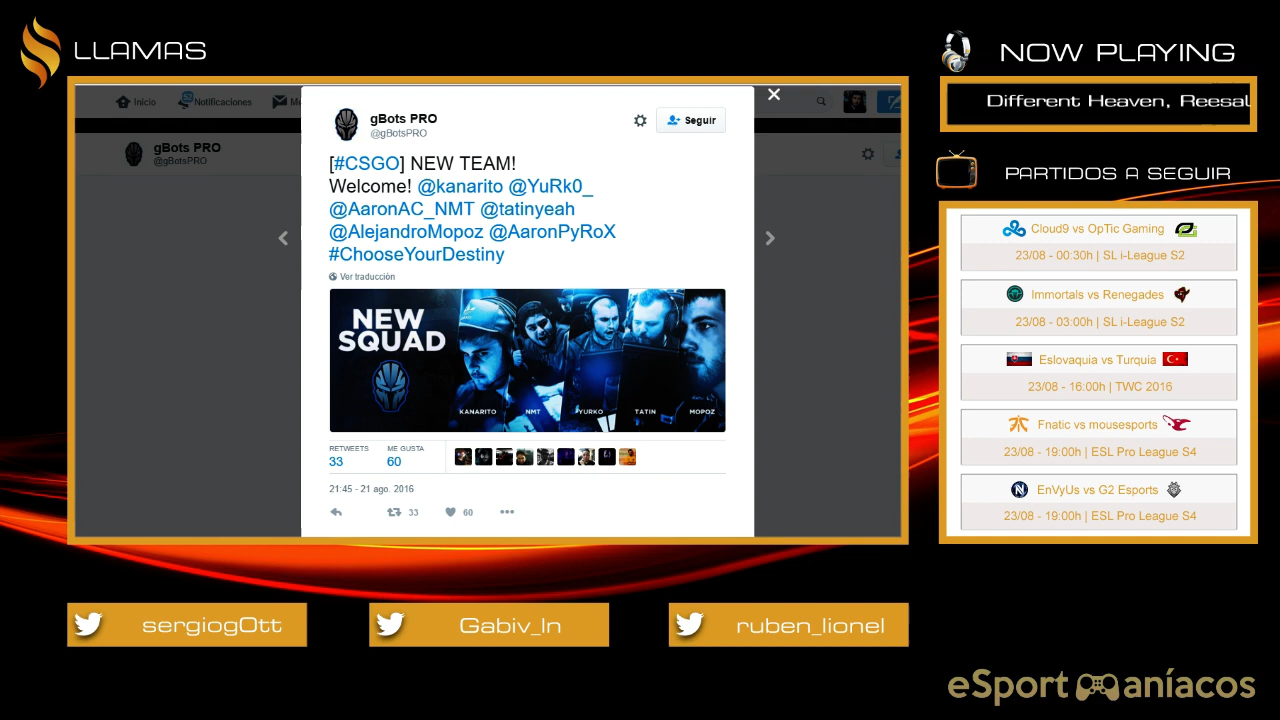 LLAMAS
Inicio
Notificaciones
gBots PRO
@gBotsPRO
gBots PRO
@gBotsPRO
Seguir
[#CSGO] NEW TEAM!
Welcome! @kanarito @YuRk0_
@AaronAC_NMT @tatinyeah
@AlejandroMopoz @AaronPyRoX
#ChooseYourDestiny
Ver traducción
NEW
SQUAD
KANARITO NMT YURKO TATIN MOPOZ
RETWEETS ME GUSTA
33 60
21:45 - 21 ago. 2016
33 60
NOW PLAYING
Different Heaven, Reesal
PARTIDOS A SEGUIR
Cloud9 vs OpTic Gaming
23/08 - 00:30h | SL i-League S2
Immortals vs Renegades
23/08 - 03:00h | SL i-League S2
Eslovaquia vs Turquia
23/08 - 16:00h | TWC 2016
Fnatic vs mousesports
23/08 - 19:00h | ESL Pro League S4
EnVyUs vs G2 Esports
23/08 - 19:00h | ESL Pro League S4
sergiog0tt
Gabiv_ln
ruben_lionel
eSportmaníacos